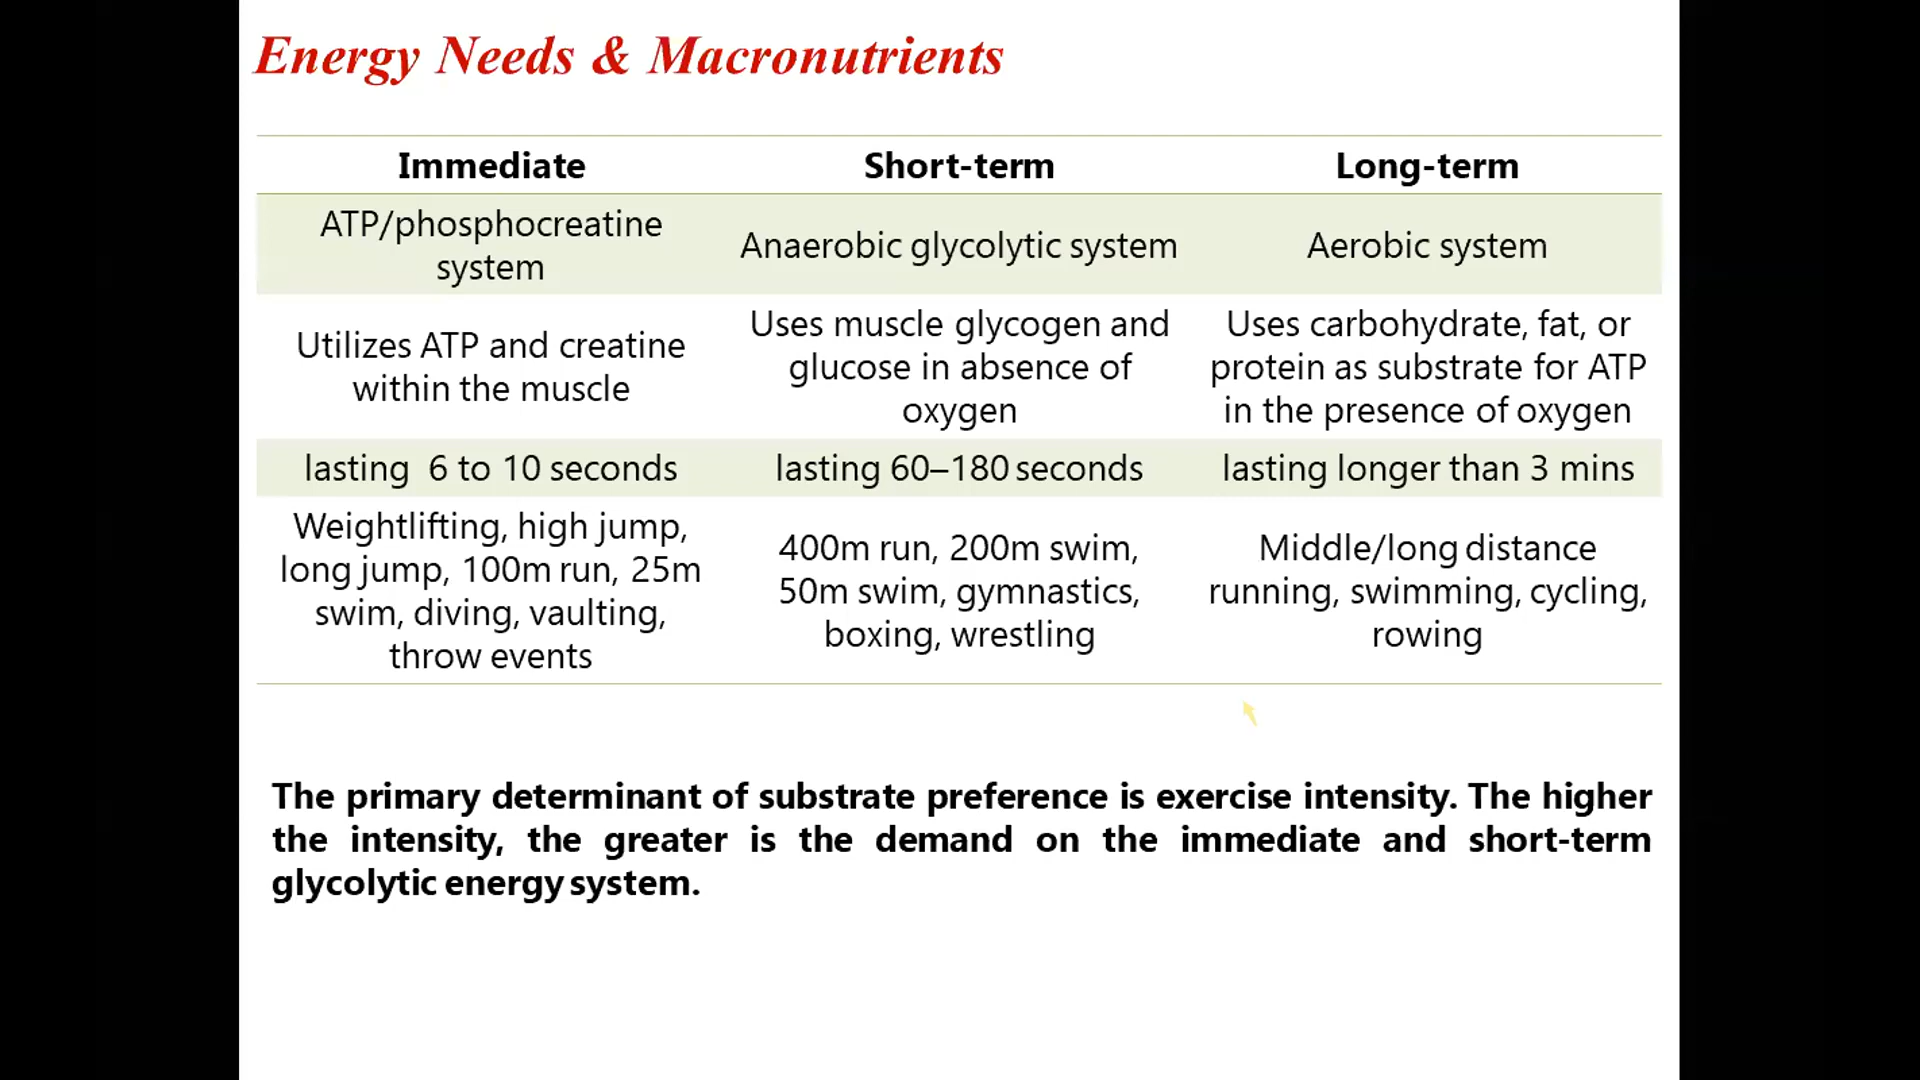 Energy Needs & Macronutrients
Immediate
Short-term
Long-term
ATP/phosphocreatine
system
Anaerobic glycolytic system
Aerobic system
Utilizes ATP and creatine
within the muscle
Uses muscle glycogen and
glucose in absence of
oxygen
Uses carbohydrate, fat, or
protein as substrate for ATP
in the presence of oxygen
lasting 6 to 10 seconds
lasting 60–180 seconds
lasting longer than 3 mins
Weightlifting, high jump,
long jump, 100m run, 25m
swim, diving, vaulting,
throw events
400m run, 200m swim,
50m swim, gymnastics,
boxing, wrestling
Middle/long distance
running, swimming, cycling,
rowing
The primary determinant of substrate preference is exercise intensity. The higher
the intensity, the greater is the demand on the immediate and short-term
glycolytic energy system.